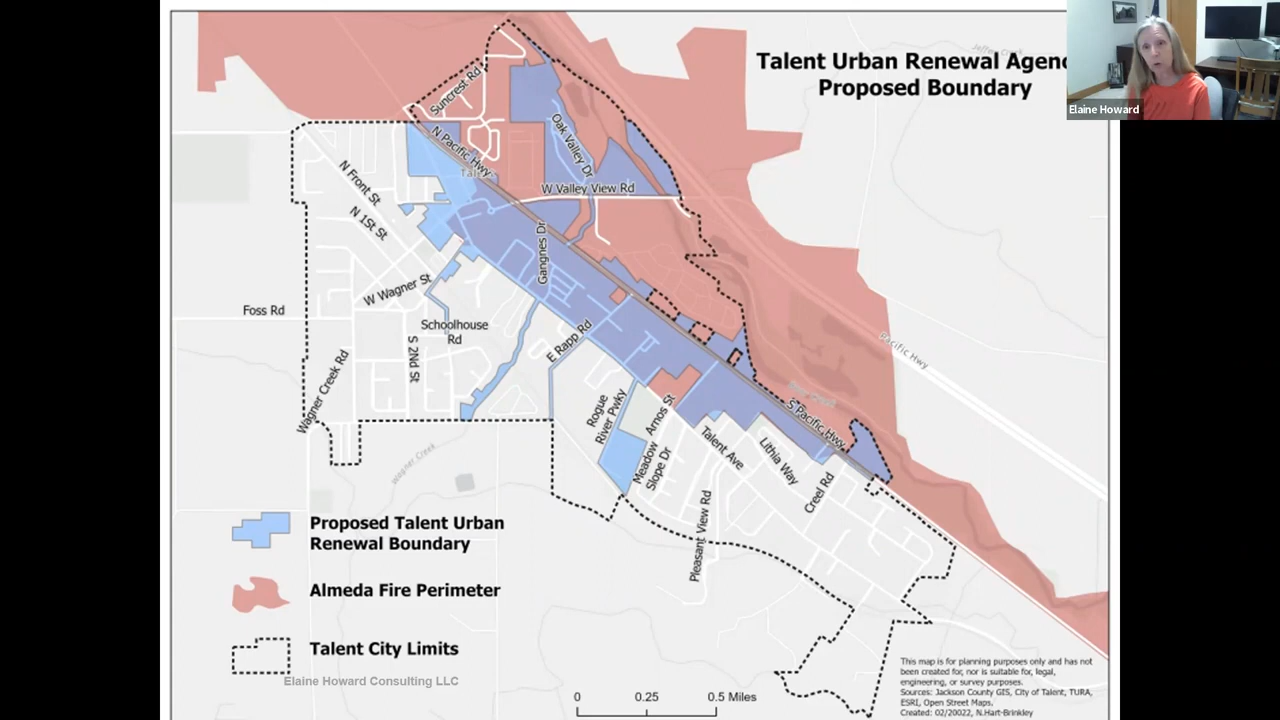 Talent Urban Renewal Agenc
Proposed Boundary
Elaine Howard
Suncrest Rd
N Pacific Hwy
Oak Valley Dr
W Valley View Rd
N Front St
N 1St St
Gangnes Dr
W Wagner St
Foss Rd
Schoolhouse
Rd
S 2ND St
E Rapp Rd
Wagner Creek Rd
Wagner Creek
Rogue
River Pwky
Arnos St
Meadow
Slope Dr
Talent Ave
Lithia Way
Creel Rd
S Pacific Hwy
Pacific Hwy
Pleasant View Rd
Proposed Talent Urban
Renewal Boundary
Almeda Fire Perimeter
Talent City Limits
Elaine Howard Consulting LLC
0 0.25 0.5 Miles
This map is for planning purposes only and has not
been created for, nor is suitable for, legal,
engineering, or survey purposes.
Sources: Jackson County GIS, City of Talent, TURA,
ESRI, Open Street Maps.
Created: 02/20022, N.Hart-Brinkley